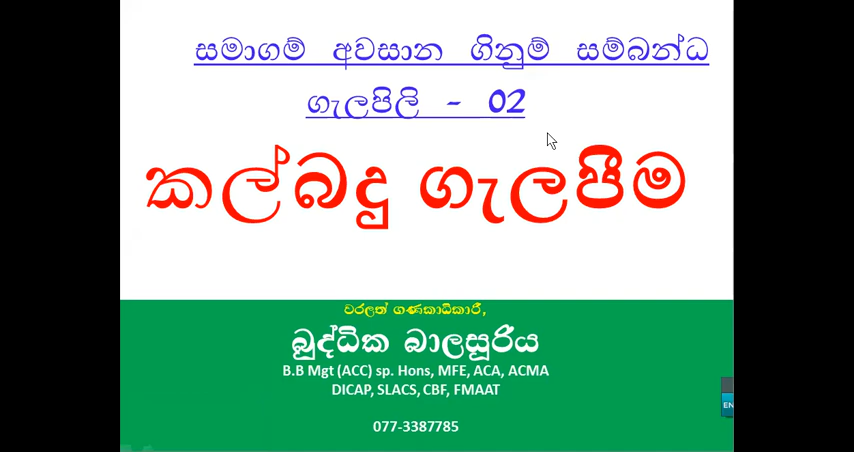 සමාගම් අවසාන ගිනුම් සම්බන්ධ
ගැලපිලි - 02
කල්බදු ගැලපීම
වරලත් ගණකාධිකාරී,
බුද්ධික බාලසූරිය
B.B Mgt (ACC) sp. Hons, MFE, ACA, ACMA
DICAP, SLACS, CBF, FMAAT
077-3387785
EN